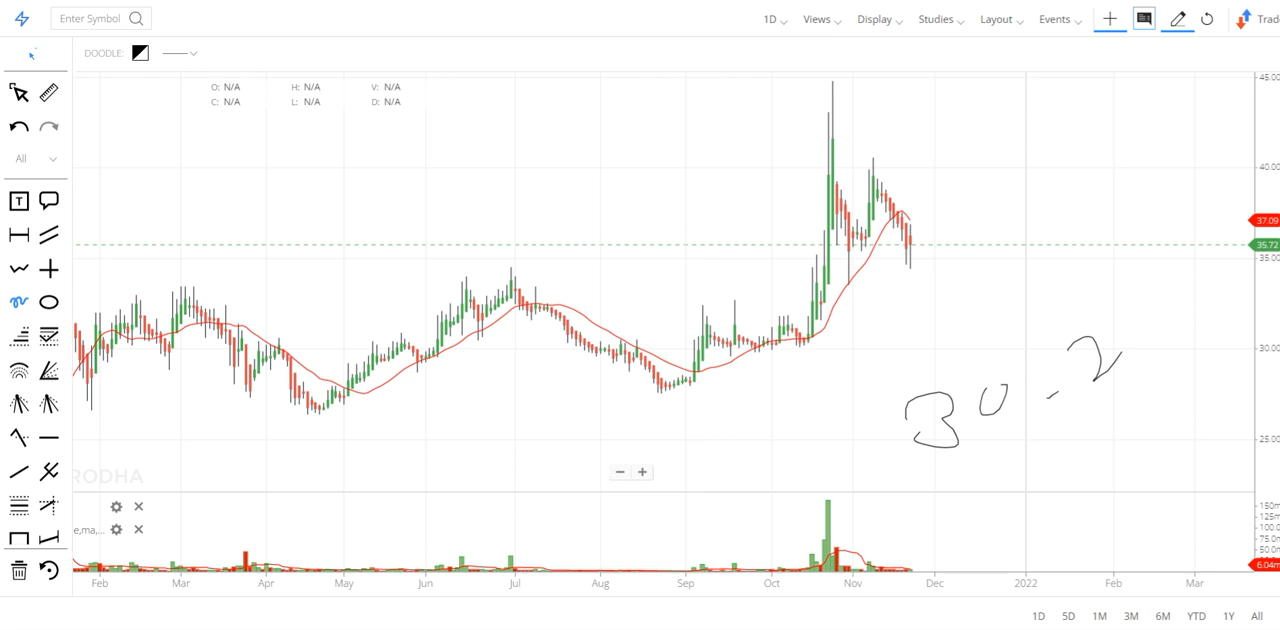 Enter Symbol 1D Views Display Studies Layout Events Trad
DOODLE:
O: N/A H: N/A V: N/A
C: N/A L: N/A D: N/A
All
T
45.00
40.00
37.09
35.72
35.00
30.00
25.00
30 - 2
RODHA
− +
150m
125m
e,ma,...
100.0
75.0m
50.0m
6.04m
Feb Mar Apr May Jun Jul Aug Sep Oct Nov Dec 2022 Feb Mar
1D 5D 1M 3M 6M YTD 1Y All